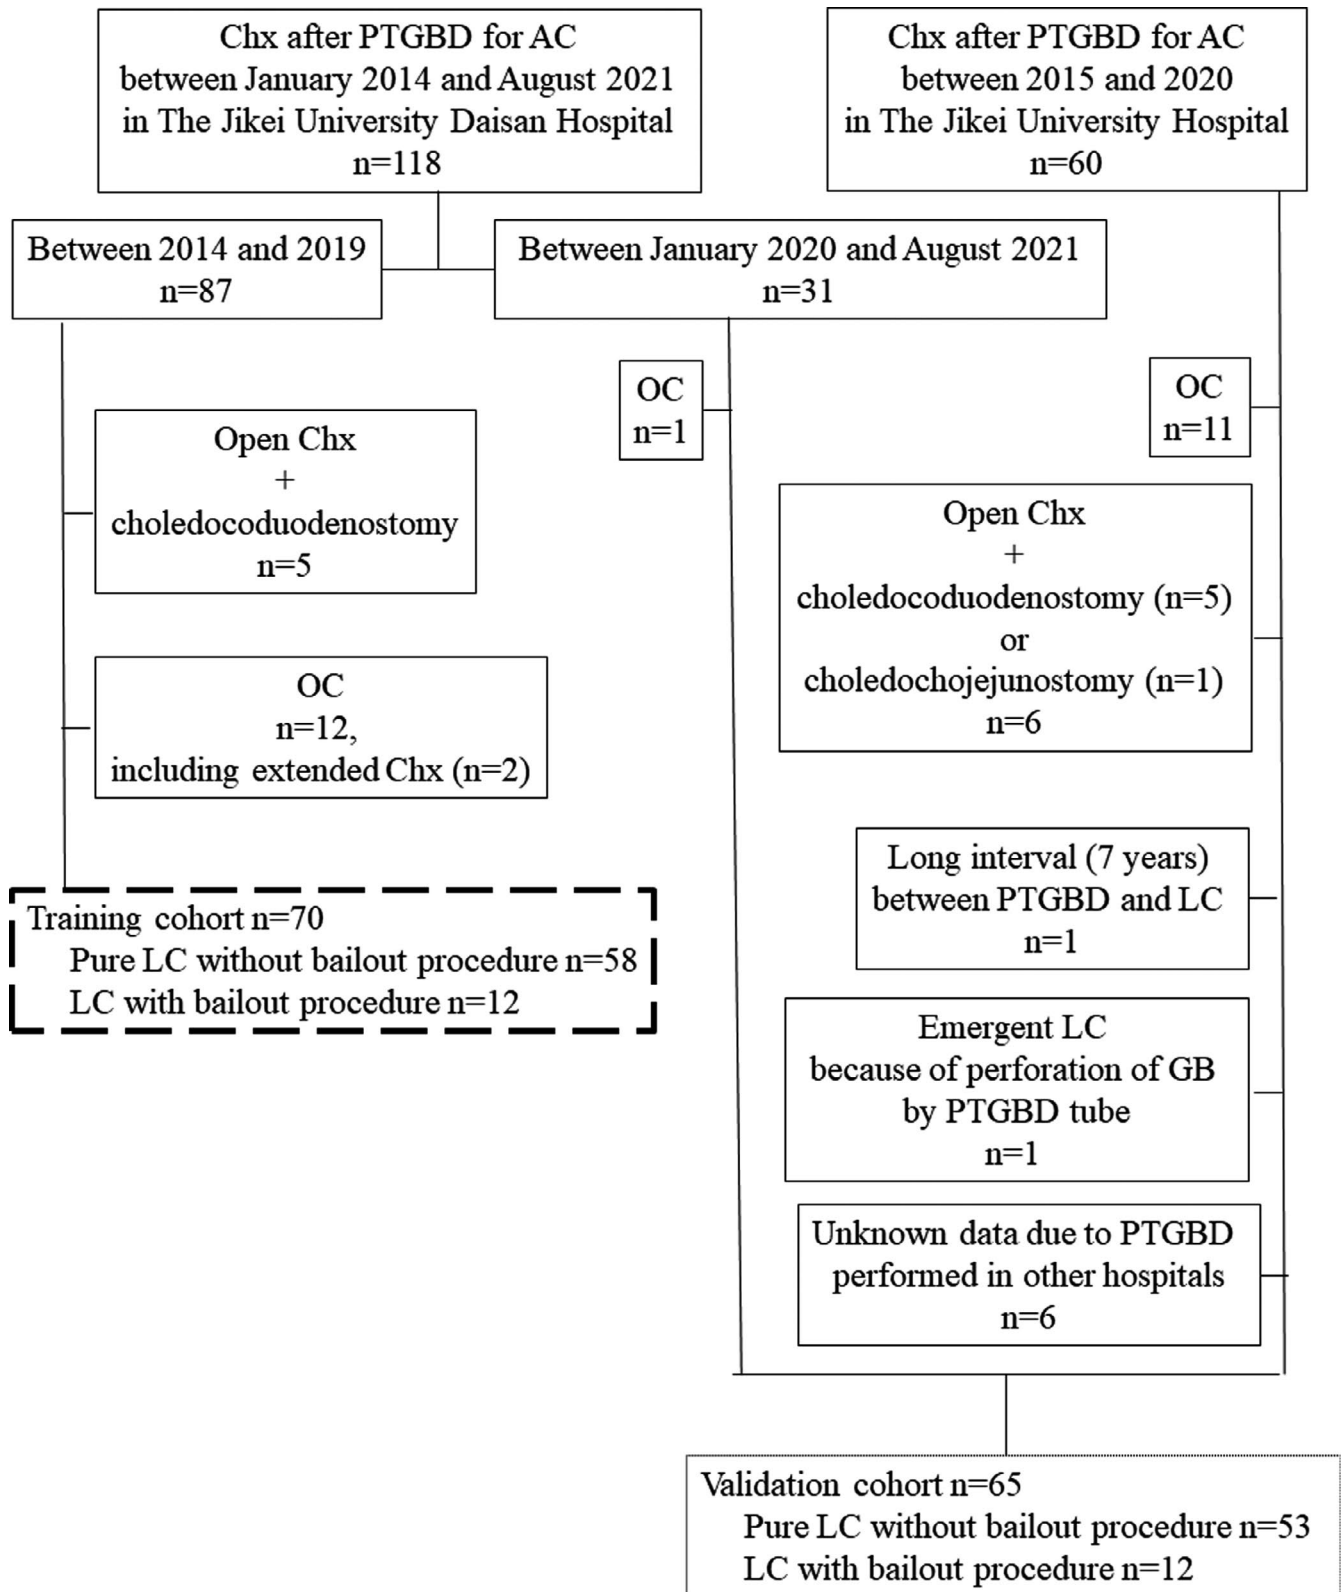 Chx after PTGBD for AC
between January 2014 and August 2021
in The Jikei University Daisan Hospital
n=118
Chx after PTGBD for AC
between 2015 and 2020
in The Jikei University Hospital
n=60
Between 2014 and 2019
n=87
Between January 2020 and August 2021
n=31
OC
n=1
OC
n=11
Open Chx
+
choledocoduodenostomy
n=5
Open Chx
+
choledocoduodenostomy (n=5)
or
choledochojejunostomy (n=1)
n=6
OC
n=12,
including extended Chx (n=2)
Long interval (7 years)
between PTGBD and LC
n=1
Training cohort n=70
Pure LC without bailout procedure n=58
LC with bailout procedure n=12
Emergent LC
because of perforation of GB
by PTGBD tube
n=1
Unknown data due to PTGBD
performed in other hospitals
n=6
Validation cohort n=65
Pure LC without bailout procedure n=53
LC with bailout procedure n=12